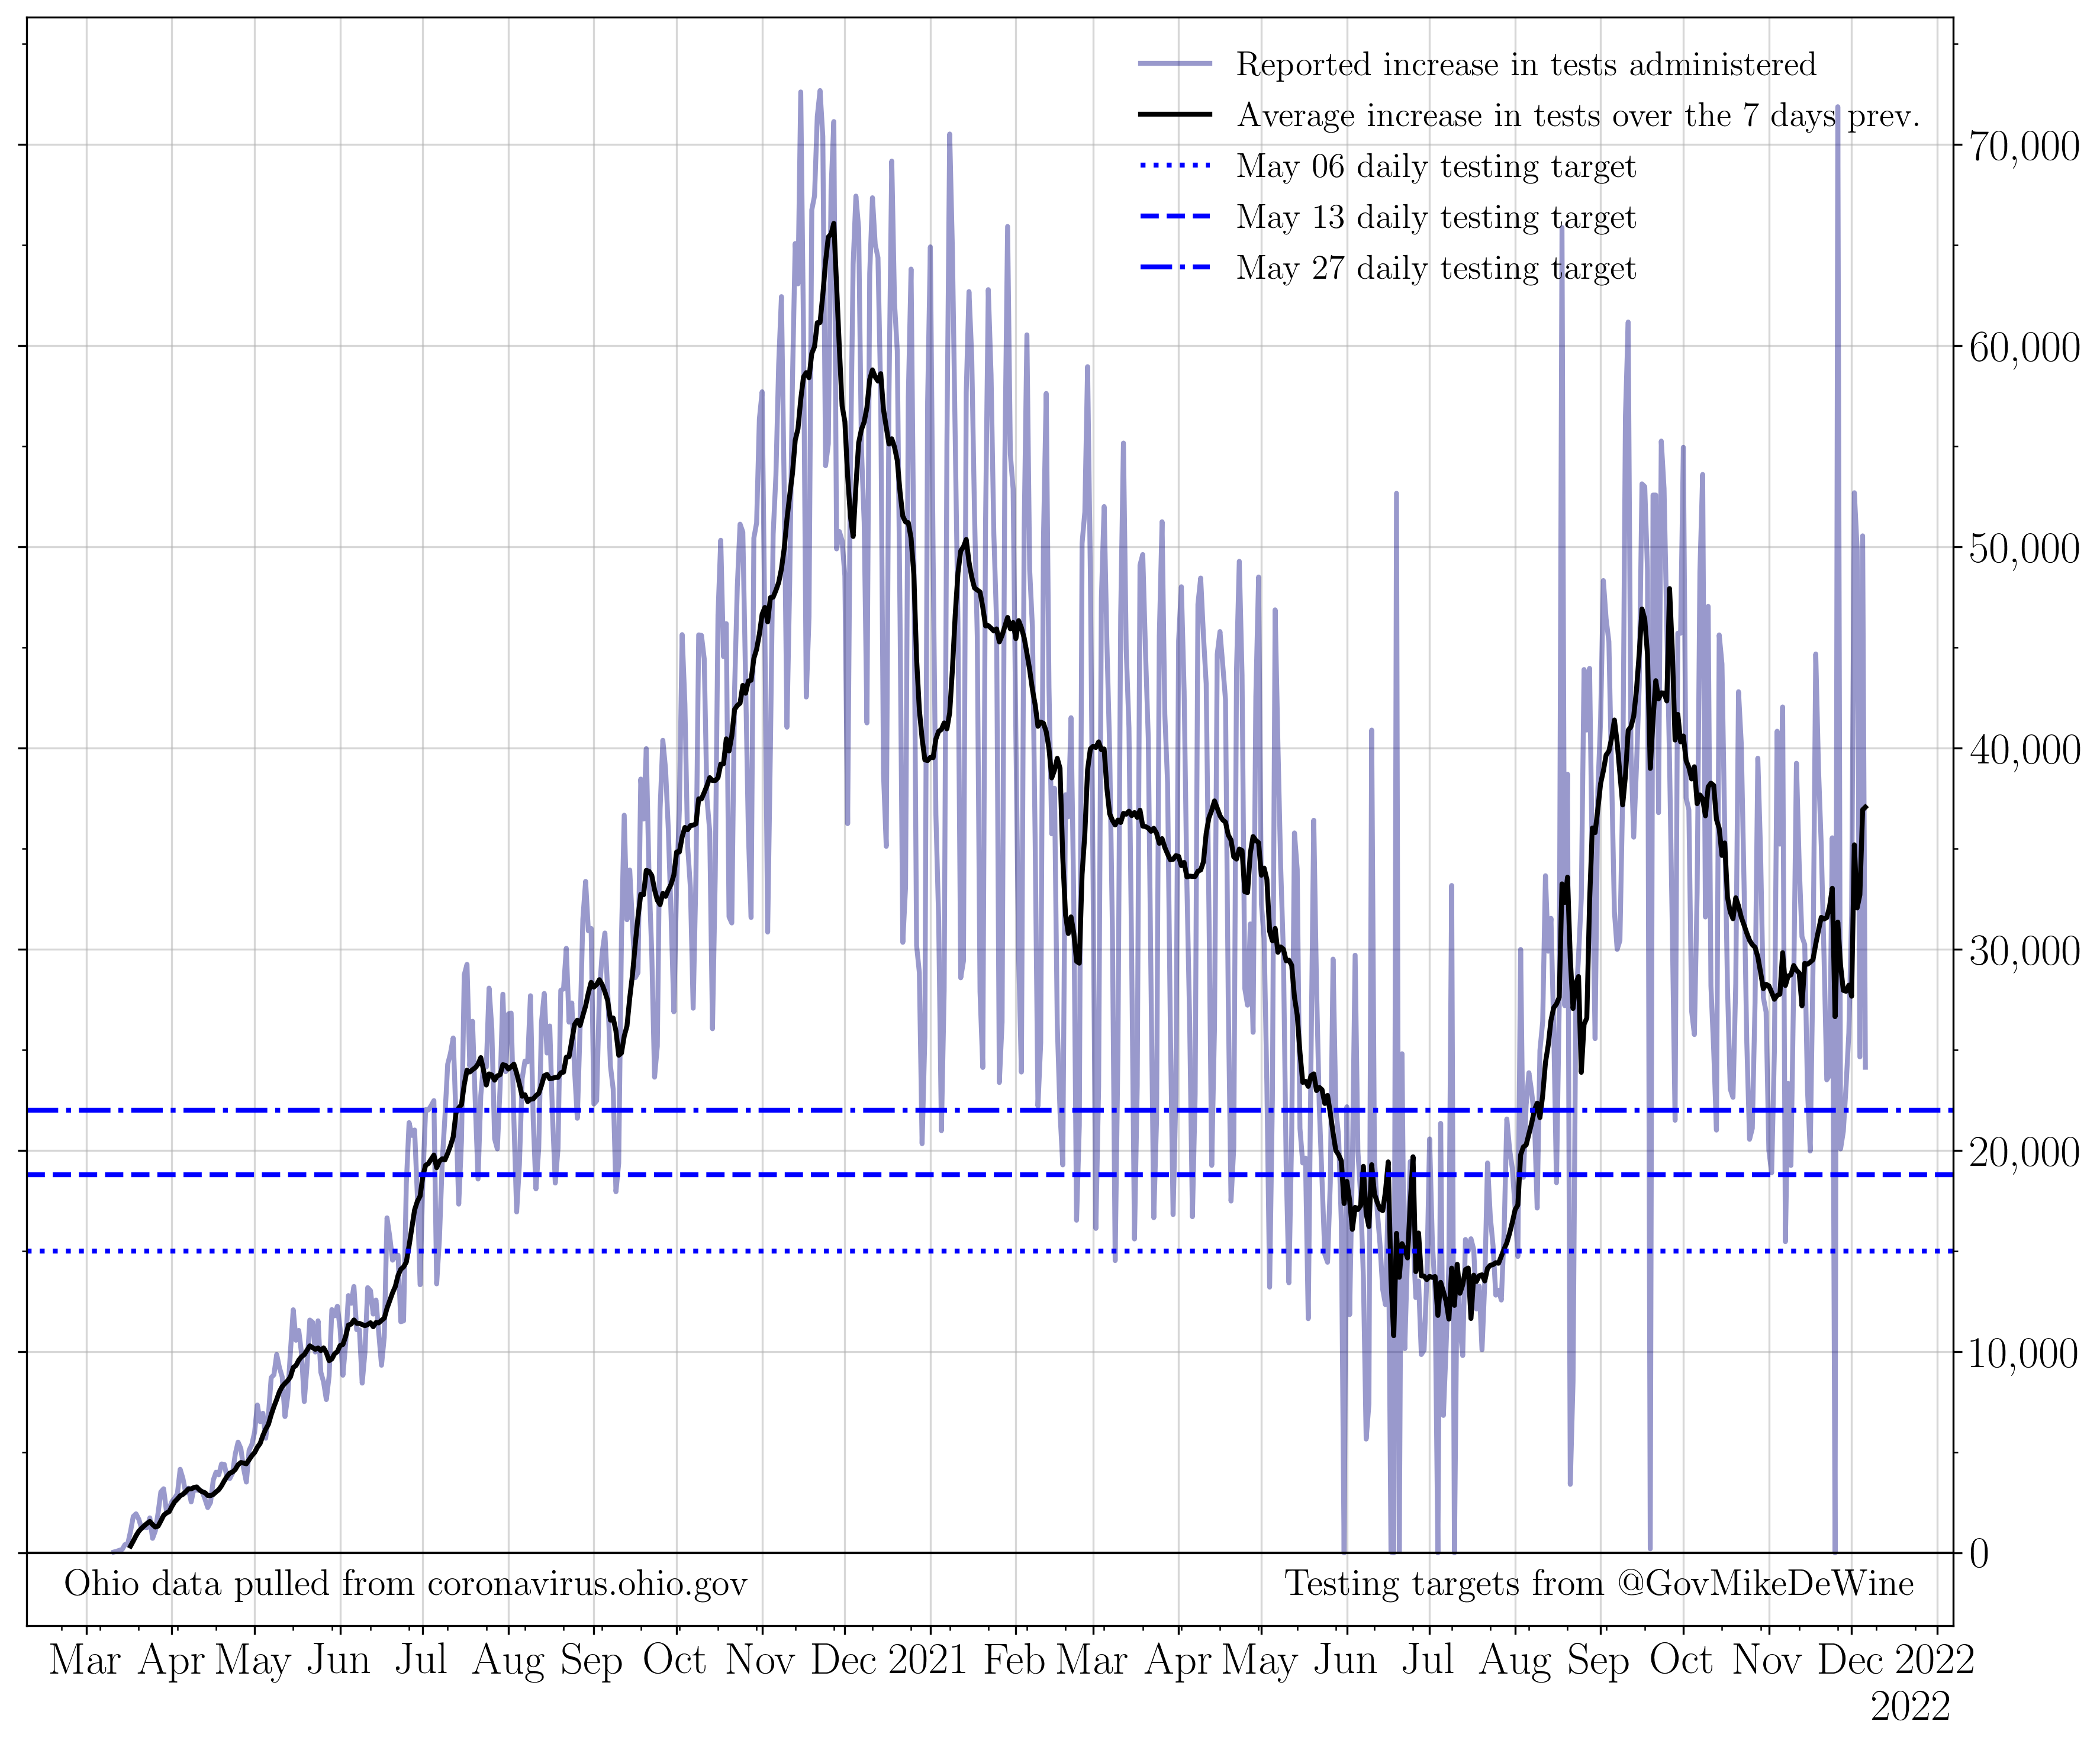 Reported increase in tests administered
Average increase in tests over the 7 days prev.
May 06 daily testing target
May 13 daily testing target
May 27 daily testing target
70,000
60,000
50,000
40,000
30,000
20,000
10,000
0
Ohio data pulled from coronavirus.ohio.gov
Testing targets from @GovMikeDeWine
Mar Apr May Jun Jul Aug Sep Oct Nov Dec 2021 Feb Mar Apr May Jun Jul Aug Sep Oct Nov Dec 2022
2022